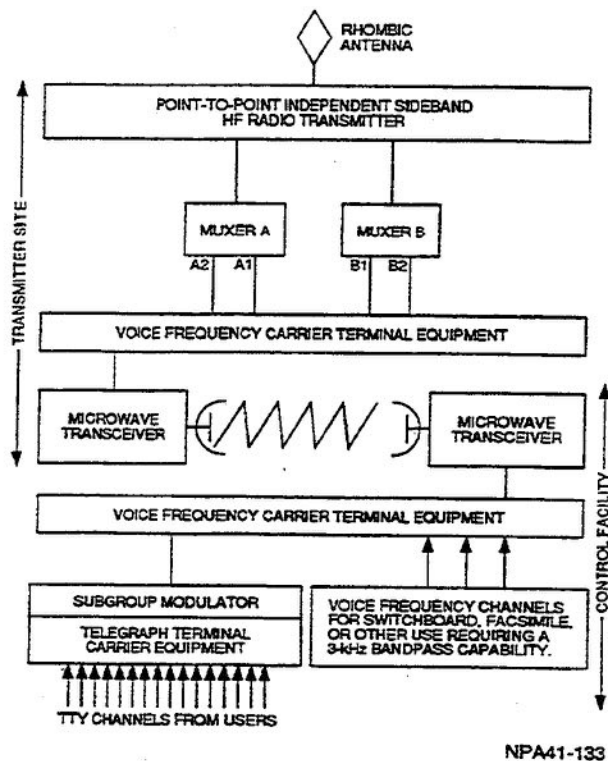 RHOMBIC
ANTENNA
POINT-TO-POINT INDEPENDENT SIDEBAND
HF RADIO TRANSMITTER
MUXER A
MUXER B
A2 A1
B1 B2
TRANSMITTER SITE
VOICE FREQUENCY CARRIER TERMINAL EQUIPMENT
MICROWAVE
TRANSCEIVER
MICROWAVE
TRANSCEIVER
VOICE FREQUENCY CARRIER TERMINAL EQUIPMENT
CONTROL FACILITY
SUBGROUP MODULATOR
TELEGRAPH TERMINAL
CARRIER EQUIPMENT
VOICE FREQUENCY CHANNELS
FOR SWITCHBOARD, FACSIMILE,
OR OTHER USE REQUIRING A
3-kHz BANDPASS CAPABILITY.
TTY CHANNELS FROM USERS
NPA41-133